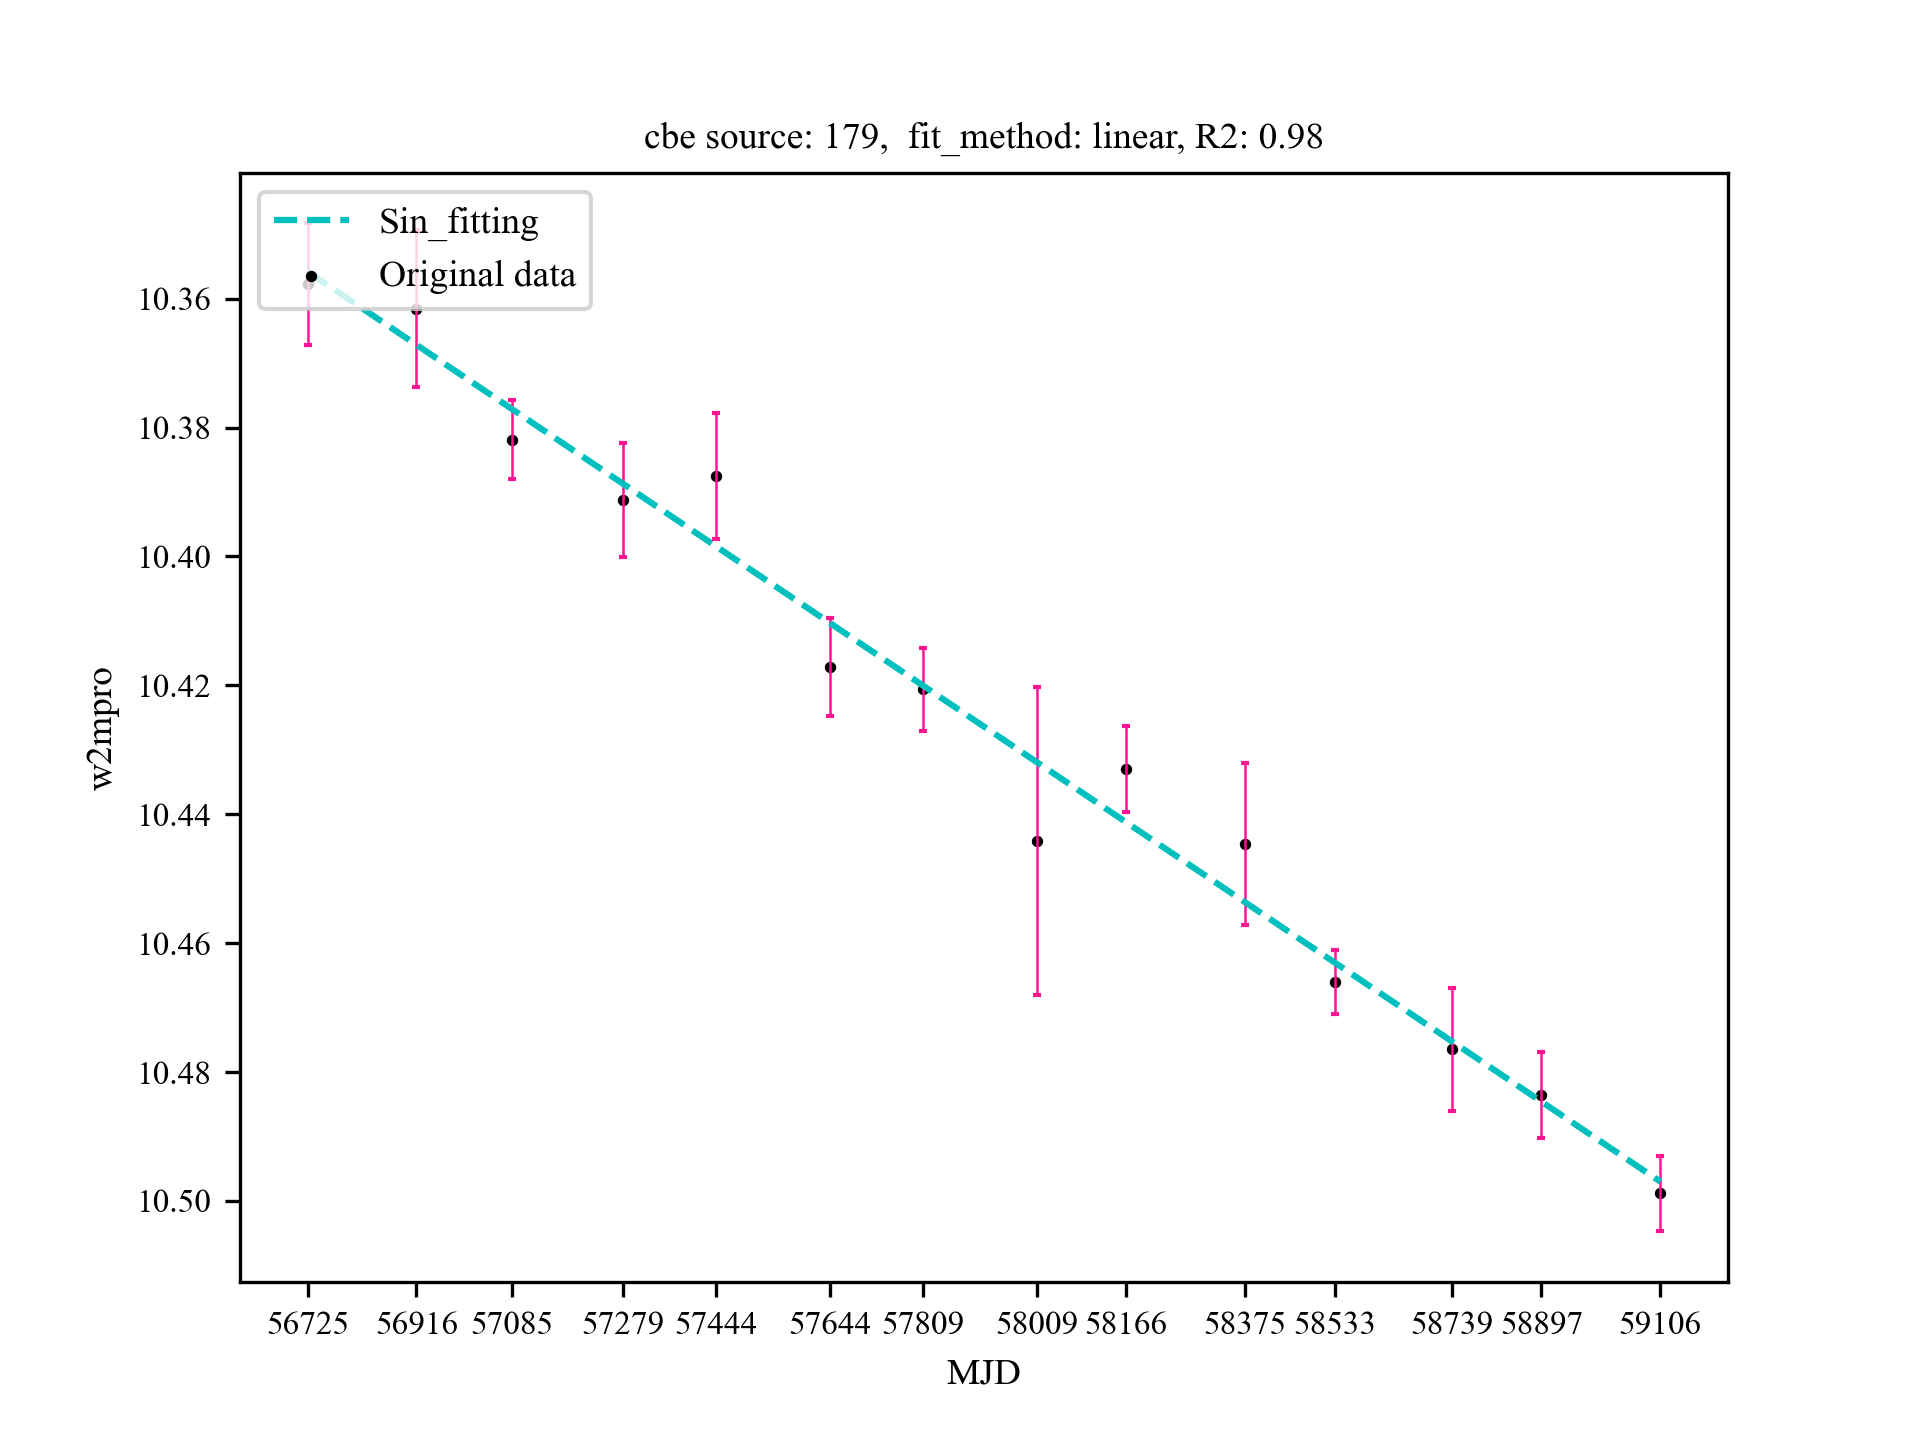 cbe source: 179,  fit_method: linear, R2: 0.98
Sin_fitting
Original data
10.36
10.38
10.40
10.42
10.44
10.46
10.48
10.50
w2mpro
56725 56916 57085 57279 57444 57644 57809 58009 58166 58375 58533 58739 58897 59106
MJD